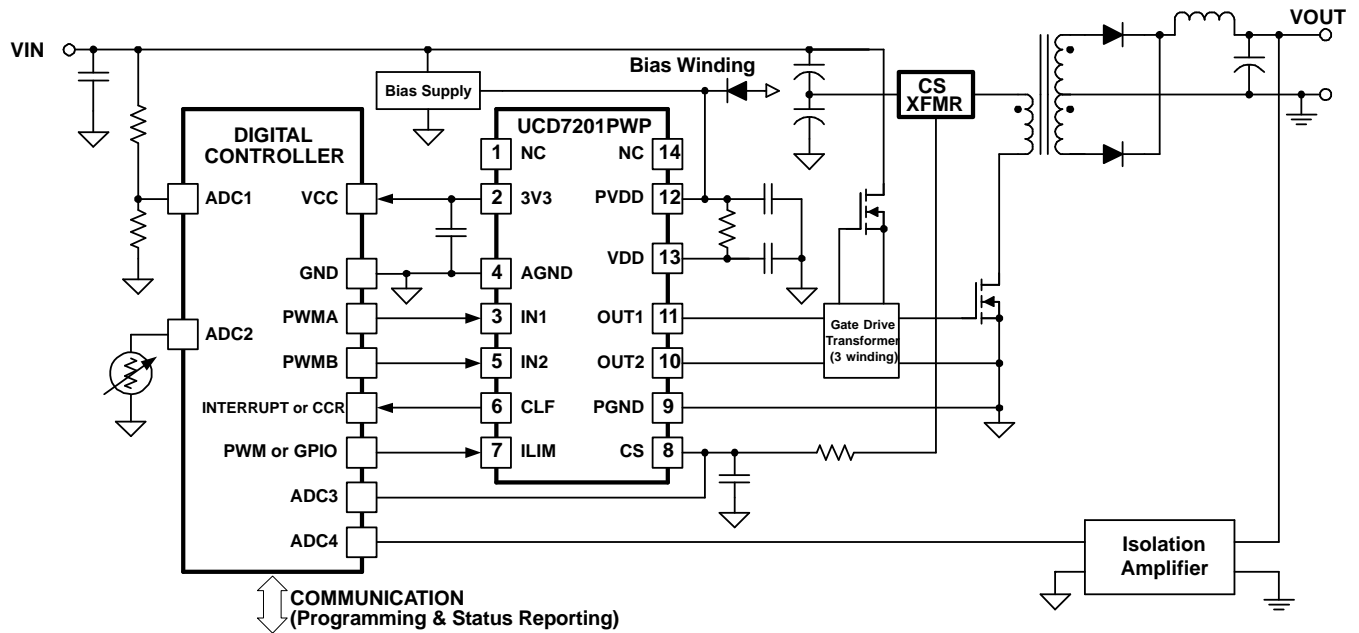 VIN
VOUT
Bias Winding
Bias Supply
CS
XFMR
DIGITAL
CONTROLLER
ADC1
ADC2
VCC
GND
PWMA
PWMB
INTERRUPT or CCR
PWM or GPIO
ADC3
ADC4
UCD7201PWP
1 NC
2 3V3
4 AGND
3 IN1
5 IN2
6 CLF
7 ILIM
NC 14
PVDD 12
VDD 13
OUT1 11
OUT2 10
PGND 9
CS 8
Gate Drive
Transformer
(3 winding)
Isolation
Amplifier
COMMUNICATION
(Programming & Status Reporting)